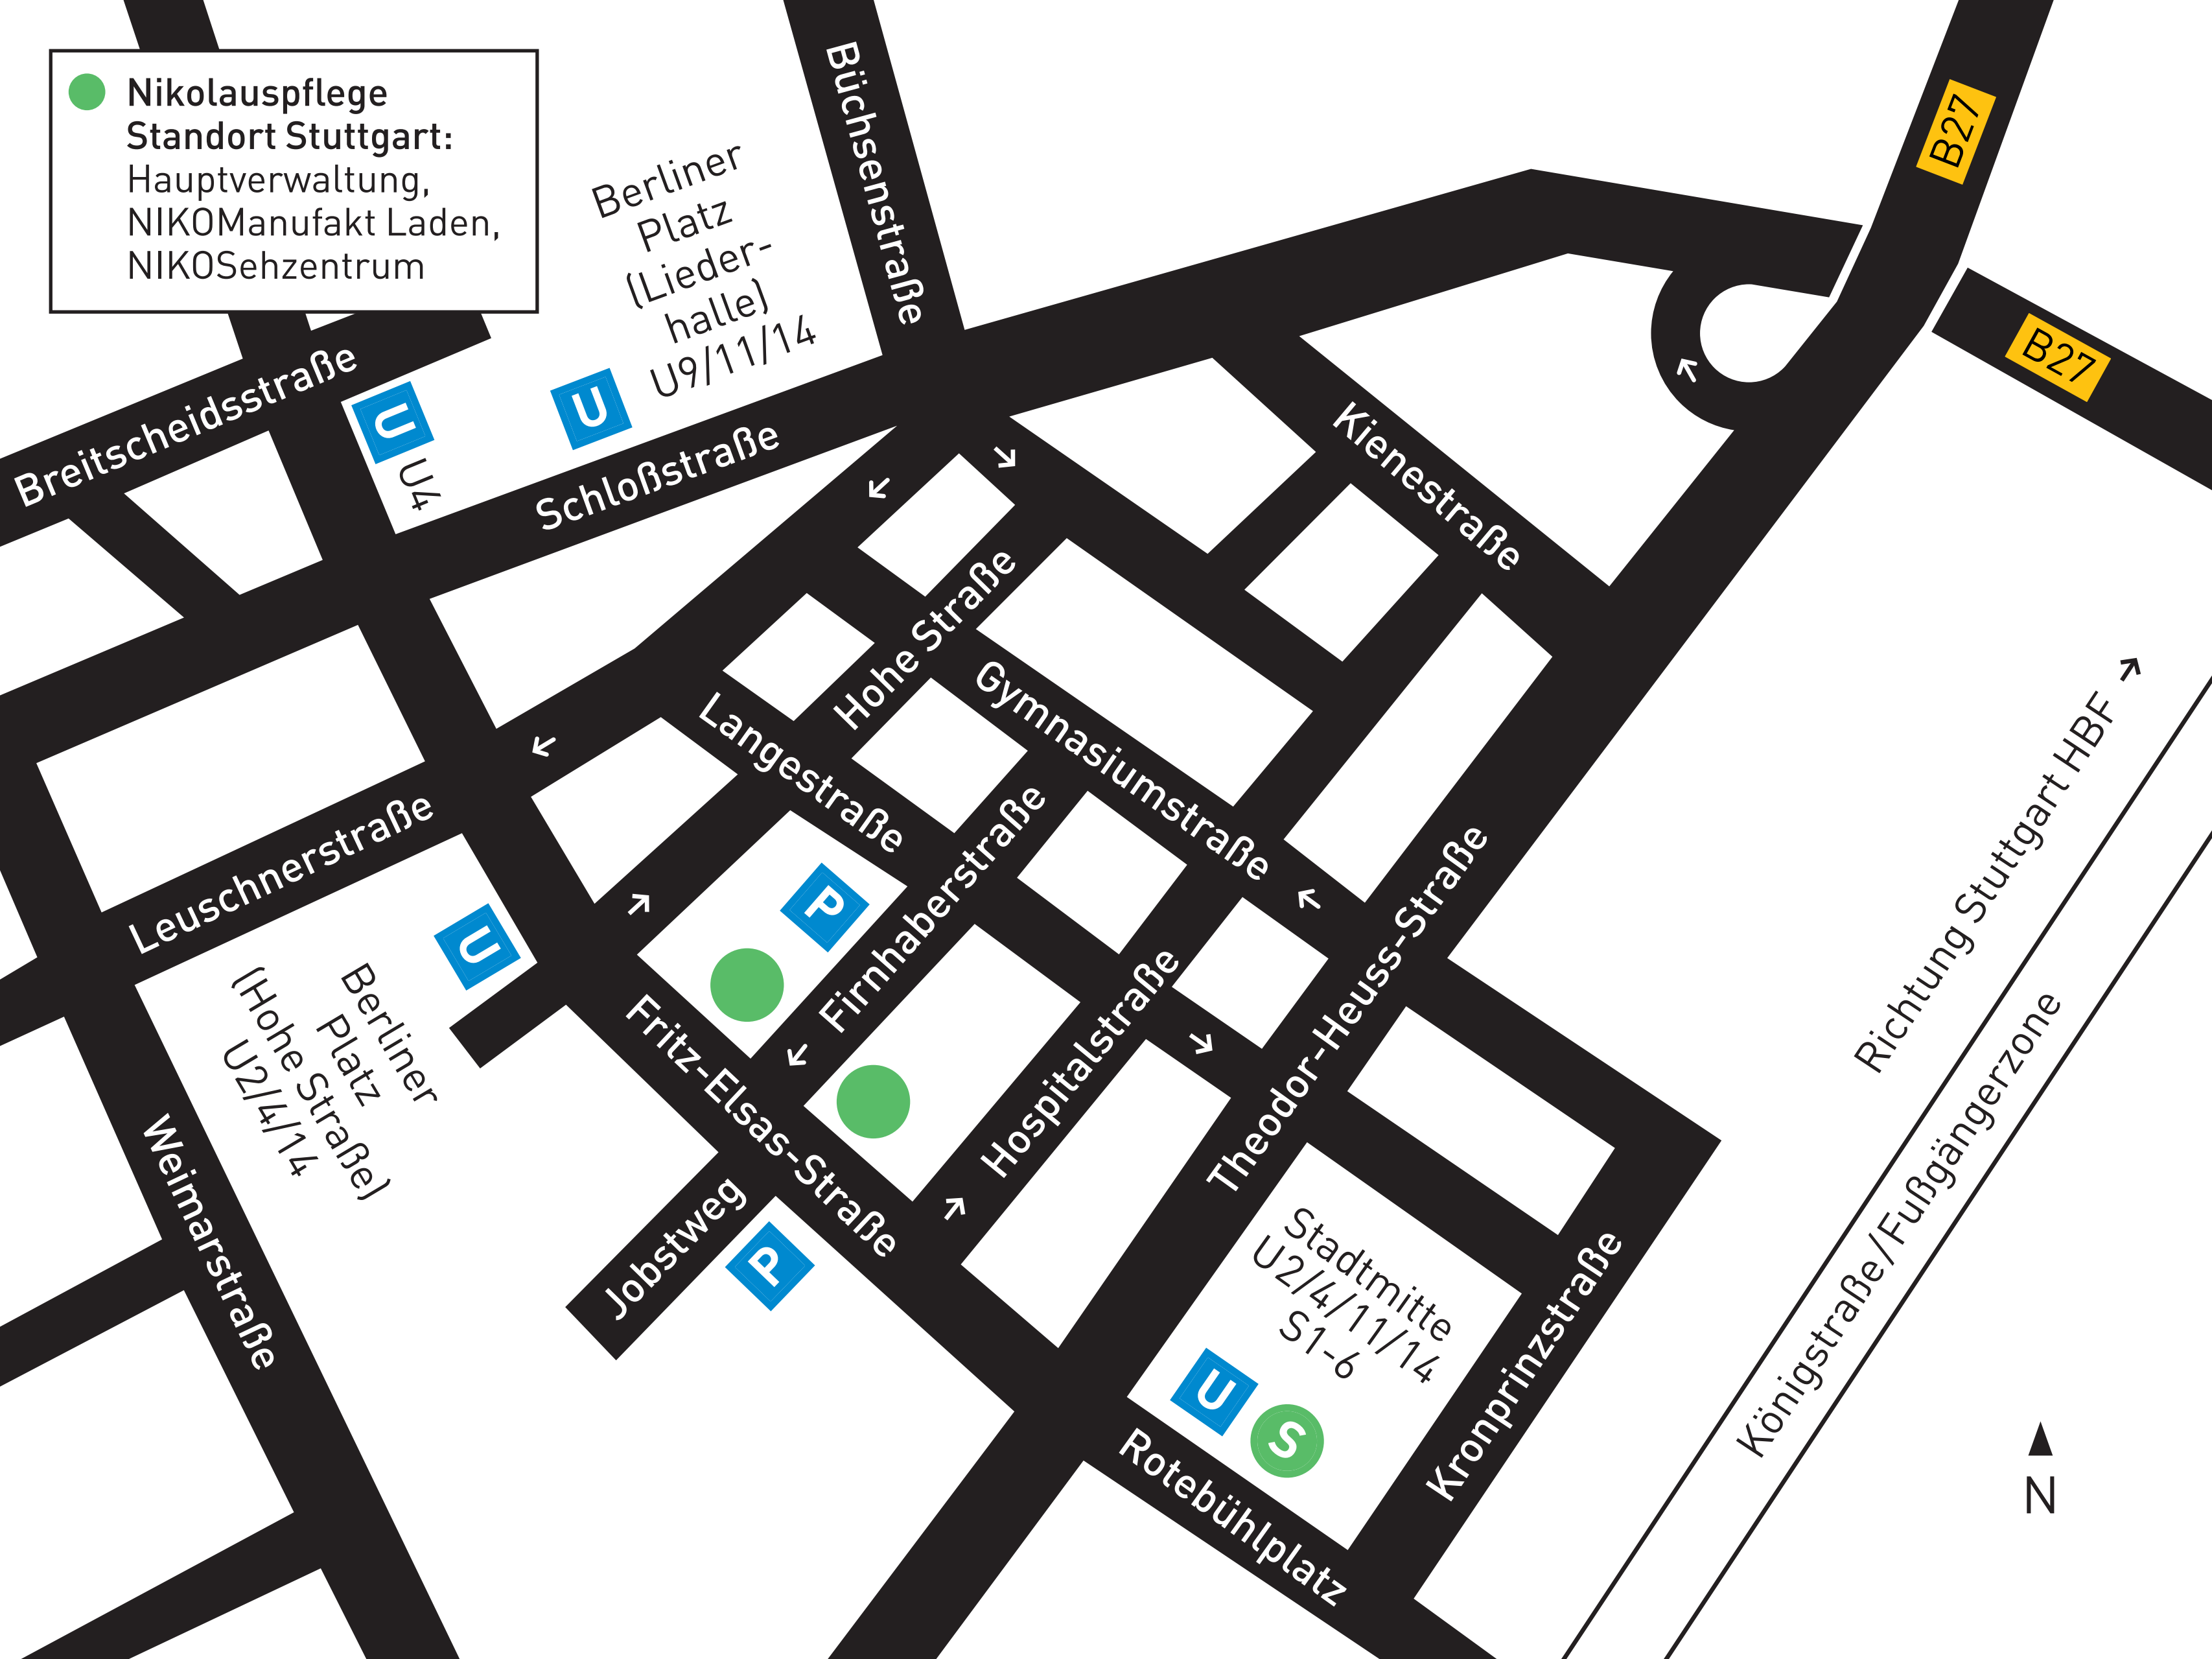 Nikolauspflege
Standort Stuttgart:
Hauptverwaltung,
NIKOManufakt Laden,
NIKOSehzentrum
Büchsenstraße
B27
B27
Berliner
Platz
(Lieder-
halle)
U9/11/14
U
U
U4
Breitscheidsstraße
Schloßstraße
Kienestraße
Hohe Straße
Langestraße
Gymnasiumstraße
Leuschnerstraße
U
Berliner
Platz
(Hohe Straße)
U2/4/14
P
Firnhaberstraße
Fritz-Elsas-Straße
Hospitalstraße
Theodor-Heuss-Straße
Richtung Stuttgart HBF
Königstraße/Fußgängerzone
Weimarstraße
Jobstweg
P
Stadtmitte
U2/4/11/14
S1-6
U
S
Kronprinzstraße
Rotebühlplatz
N